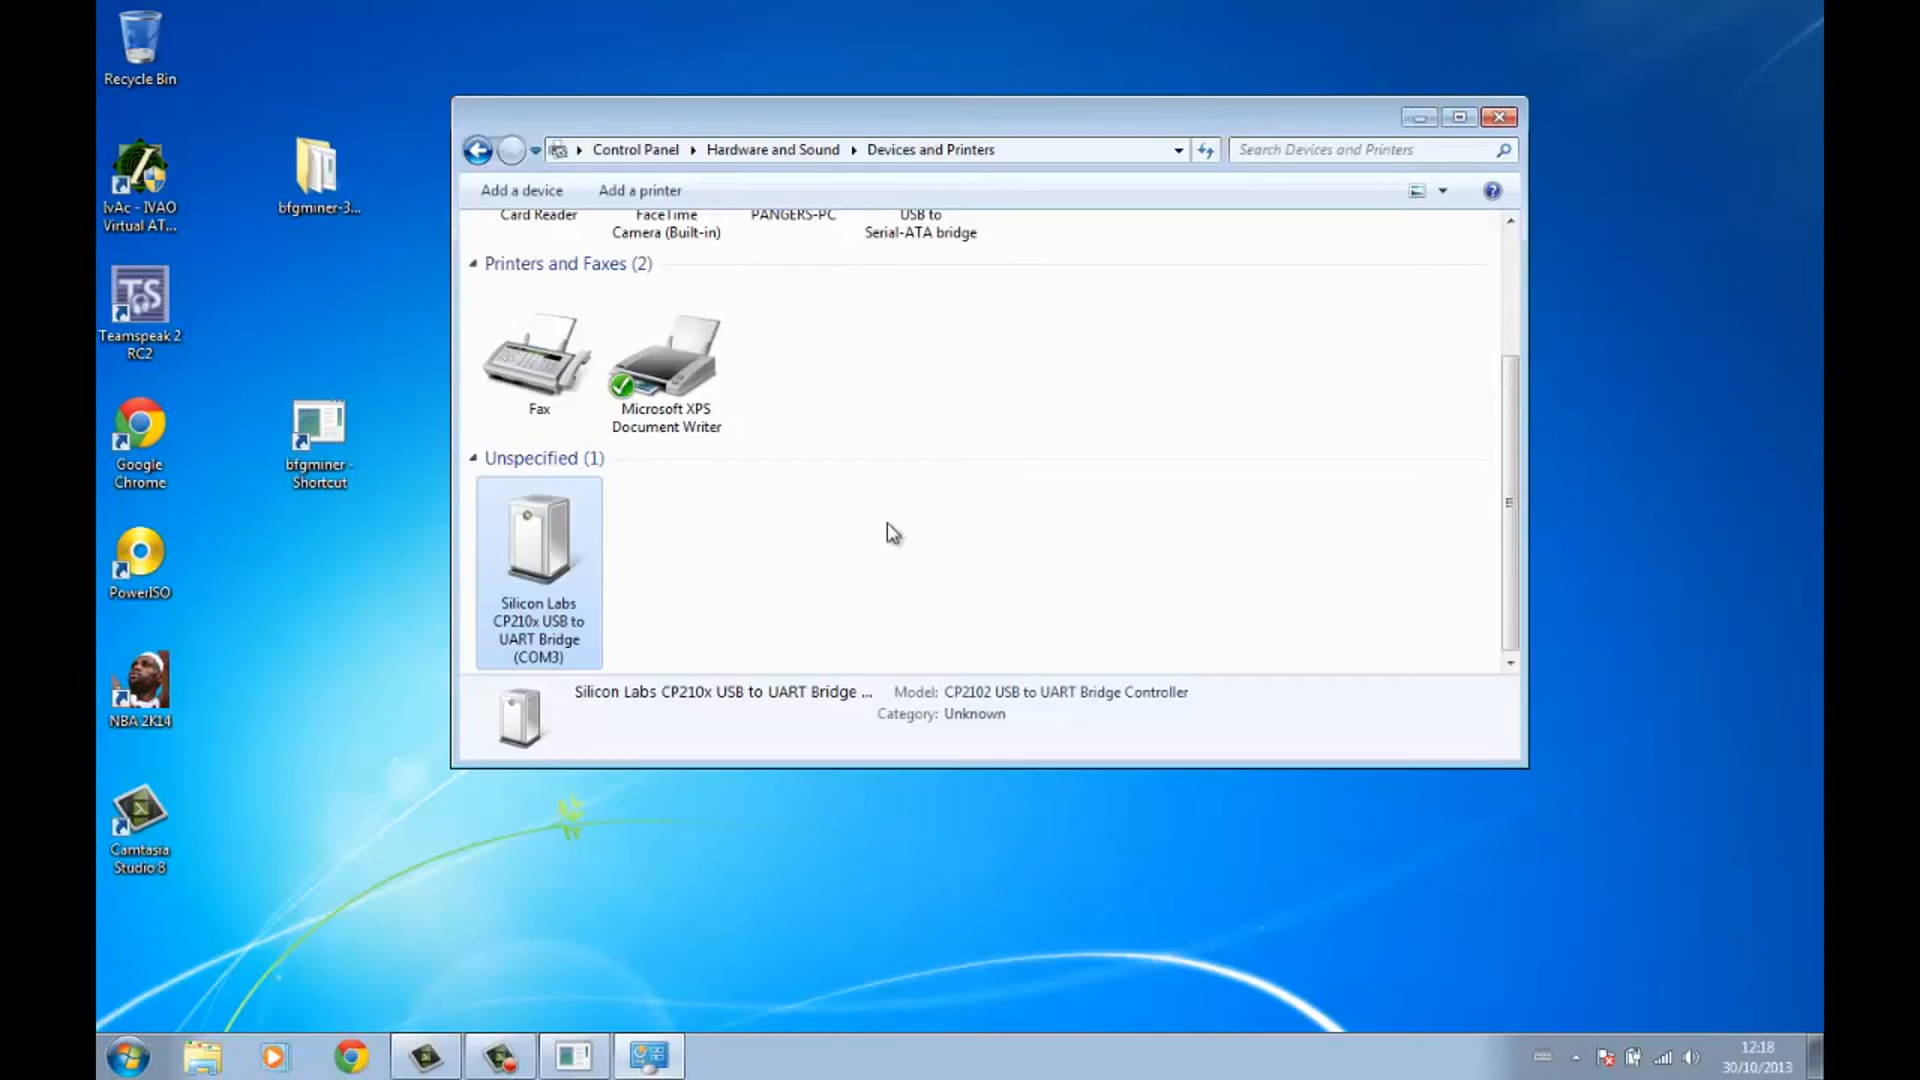 Recycle Bin
IvAc - IVAO
Virtual AT...
bfgminer-3...
Teamspeak 2
RC2
Google
Chrome
bfgminer -
Shortcut
PowerISO
NBA 2K14
Camtasia
Studio 8
Control Panel
Hardware and Sound
Devices and Printers
Search Devices and Printers
Add a device
Add a printer
Card Reader
FaceTime
Camera (Built-in)
PANGERS-PC
USB to
Serial-ATA bridge
Printers and Faxes (2)
Fax
Microsoft XPS
Document Writer
Unspecified (1)
Silicon Labs
CP210x USB to
UART Bridge
(COM3)
Silicon Labs CP210x USB to UART Bridge ...
Model: CP2102 USB to UART Bridge Controller
Category: Unknown
12:18
30/10/2013